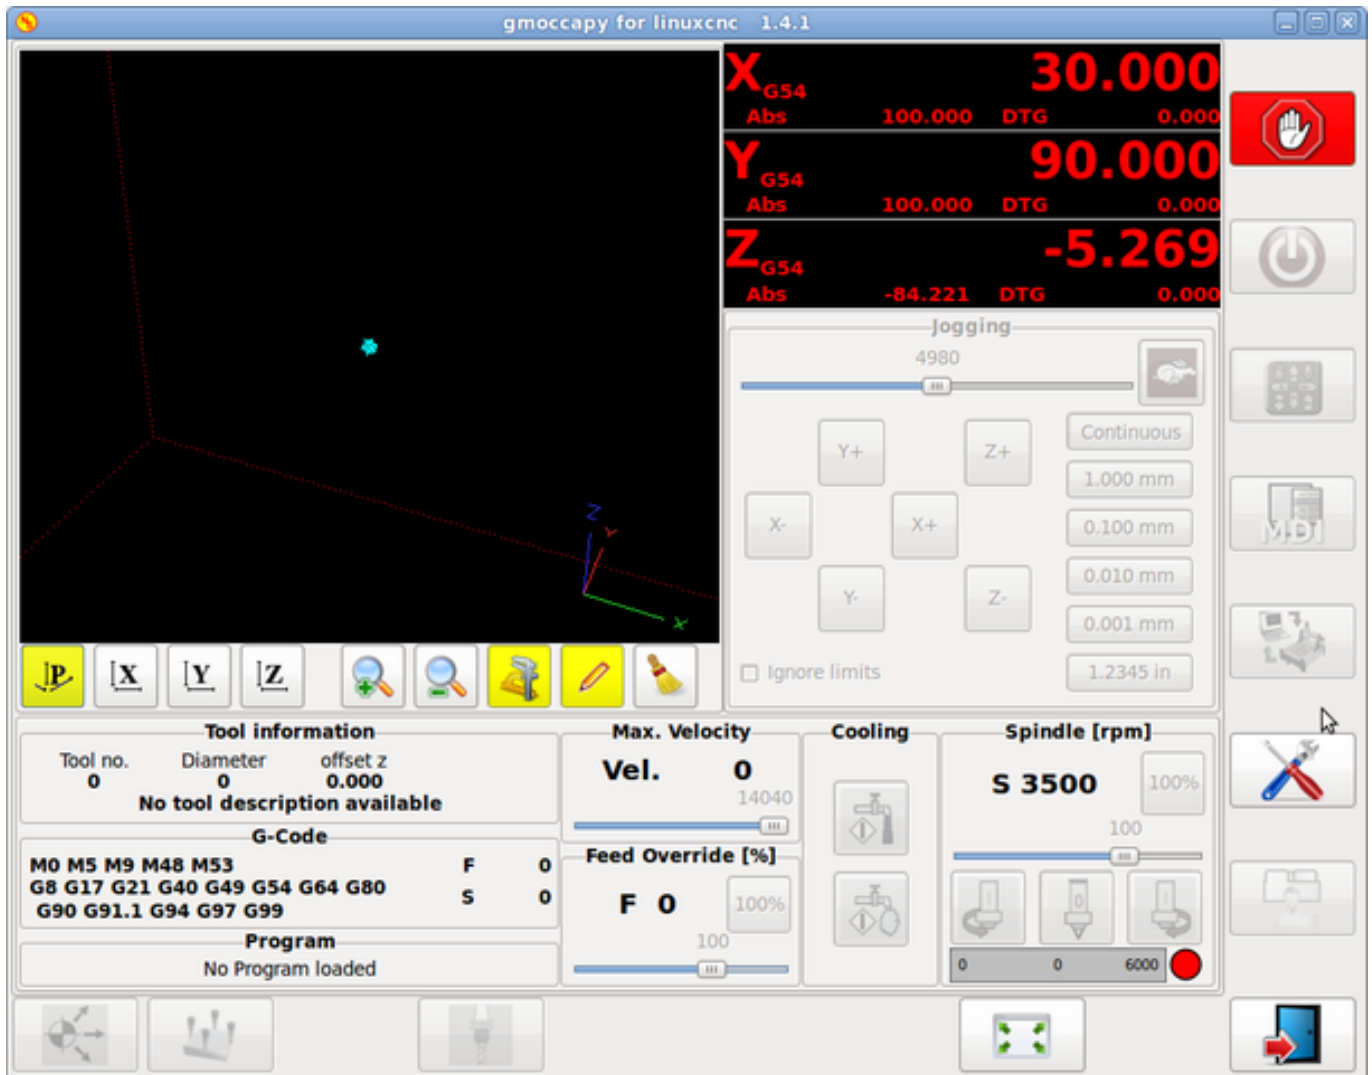 gmoccapy for linuxcnc 1.4.1
X G54 30.000
Abs 100.000 DTG 0.000
Y G54 90.000
Abs 100.000 DTG 0.000
Z G54 -5.269
Abs -84.221 DTG 0.000
Jogging
4980
Continuous
Y+ Z+
1.000 mm
X- X+
0.100 mm
0.010 mm
Y- Z-
0.001 mm
Ignore limits
1.2345 in
MDI
Z
Y
X
P X Y Z
Tool information
Tool no. Diameter offset z
0 0 0.000
No tool description available
G-Code
M0 M5 M9 M48 M53
G8 G17 G21 G40 G49 G54 G64 G80
G90 G91.1 G94 G97 G99
F 0
S 0
Program
No Program loaded
Max. Velocity
Vel. 0
14040
Feed Override [%]
F 0 100%
100
Cooling
Spindle [rpm]
S 3500 100%
100
1 0 1
0 0 6000